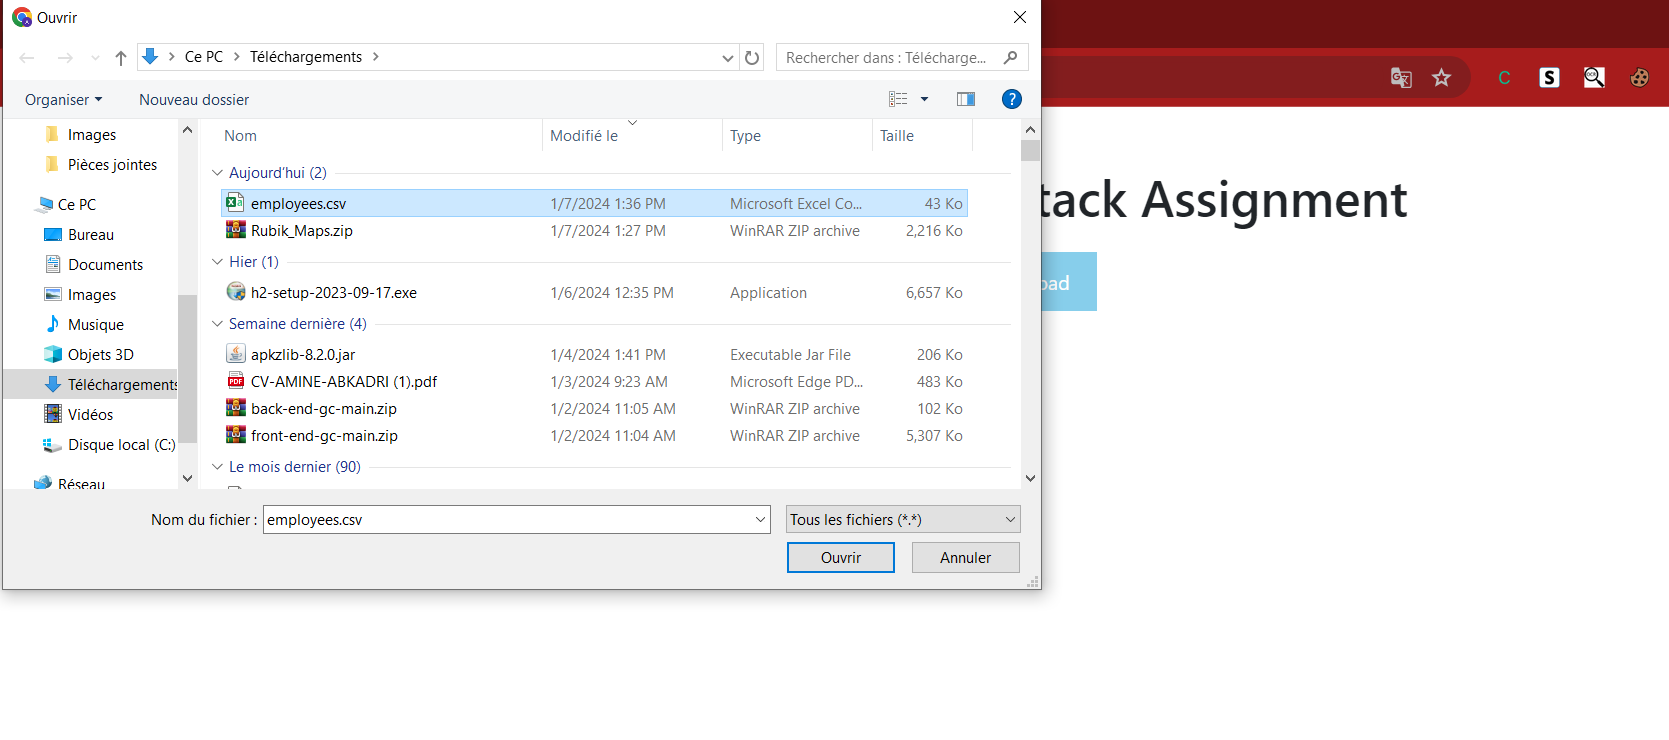 Ouvrir
Ce PC > Téléchargements >
Rechercher dans : Télécharge...
Organiser
Nouveau dossier
?
Images
Pièces jointes
Ce PC
Bureau
Documents
Images
Musique
Objets 3D
Téléchargements
Vidéos
Disque local (C:)
Réseau
Nom Modifié le Type Taille
Aujourd'hui (2)
employees.csv 1/7/2024 1:36 PM Microsoft Excel Co... 43 Ko
Rubik_Maps.zip 1/7/2024 1:27 PM WinRAR ZIP archive 2,216 Ko
Hier (1)
h2-setup-2023-09-17.exe 1/6/2024 12:35 PM Application 6,657 Ko
Semaine dernière (4)
apkzlib-8.2.0.jar 1/4/2024 1:41 PM Executable Jar File 206 Ko
CV-AMINE-ABKADRI (1).pdf 1/3/2024 9:23 AM Microsoft Edge PD... 483 Ko
back-end-gc-main.zip 1/2/2024 11:05 AM WinRAR ZIP archive 102 Ko
front-end-gc-main.zip 1/2/2024 11:04 AM WinRAR ZIP archive 5,307 Ko
Le mois dernier (90)
Nom du fichier : employees.csv
Tous les fichiers (*.*)
Ouvrir Annuler
C S OCR
tack Assignment
oad